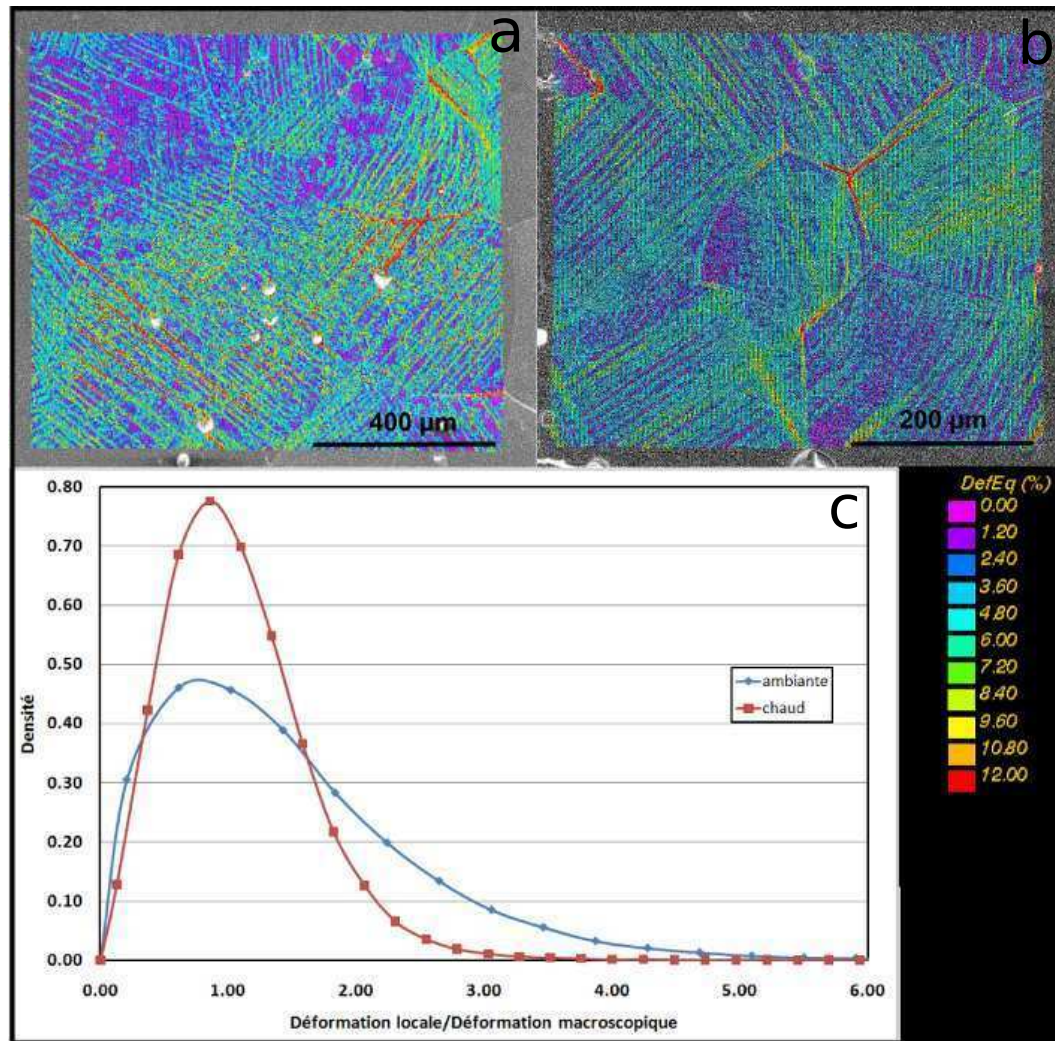 a
b
400 µm
200 µm
c
DefEq (%)
0.00
1.20
2.40
3.60
4.80
6.00
7.20
8.40
9.60
10.80
12.00
0.80
0.70
0.60
0.50
0.40
0.30
0.20
0.10
0.00
Densité
ambiante
chaud
0.00 1.00 2.00 3.00 4.00 5.00 6.00
Déformation locale/Déformation macroscopique